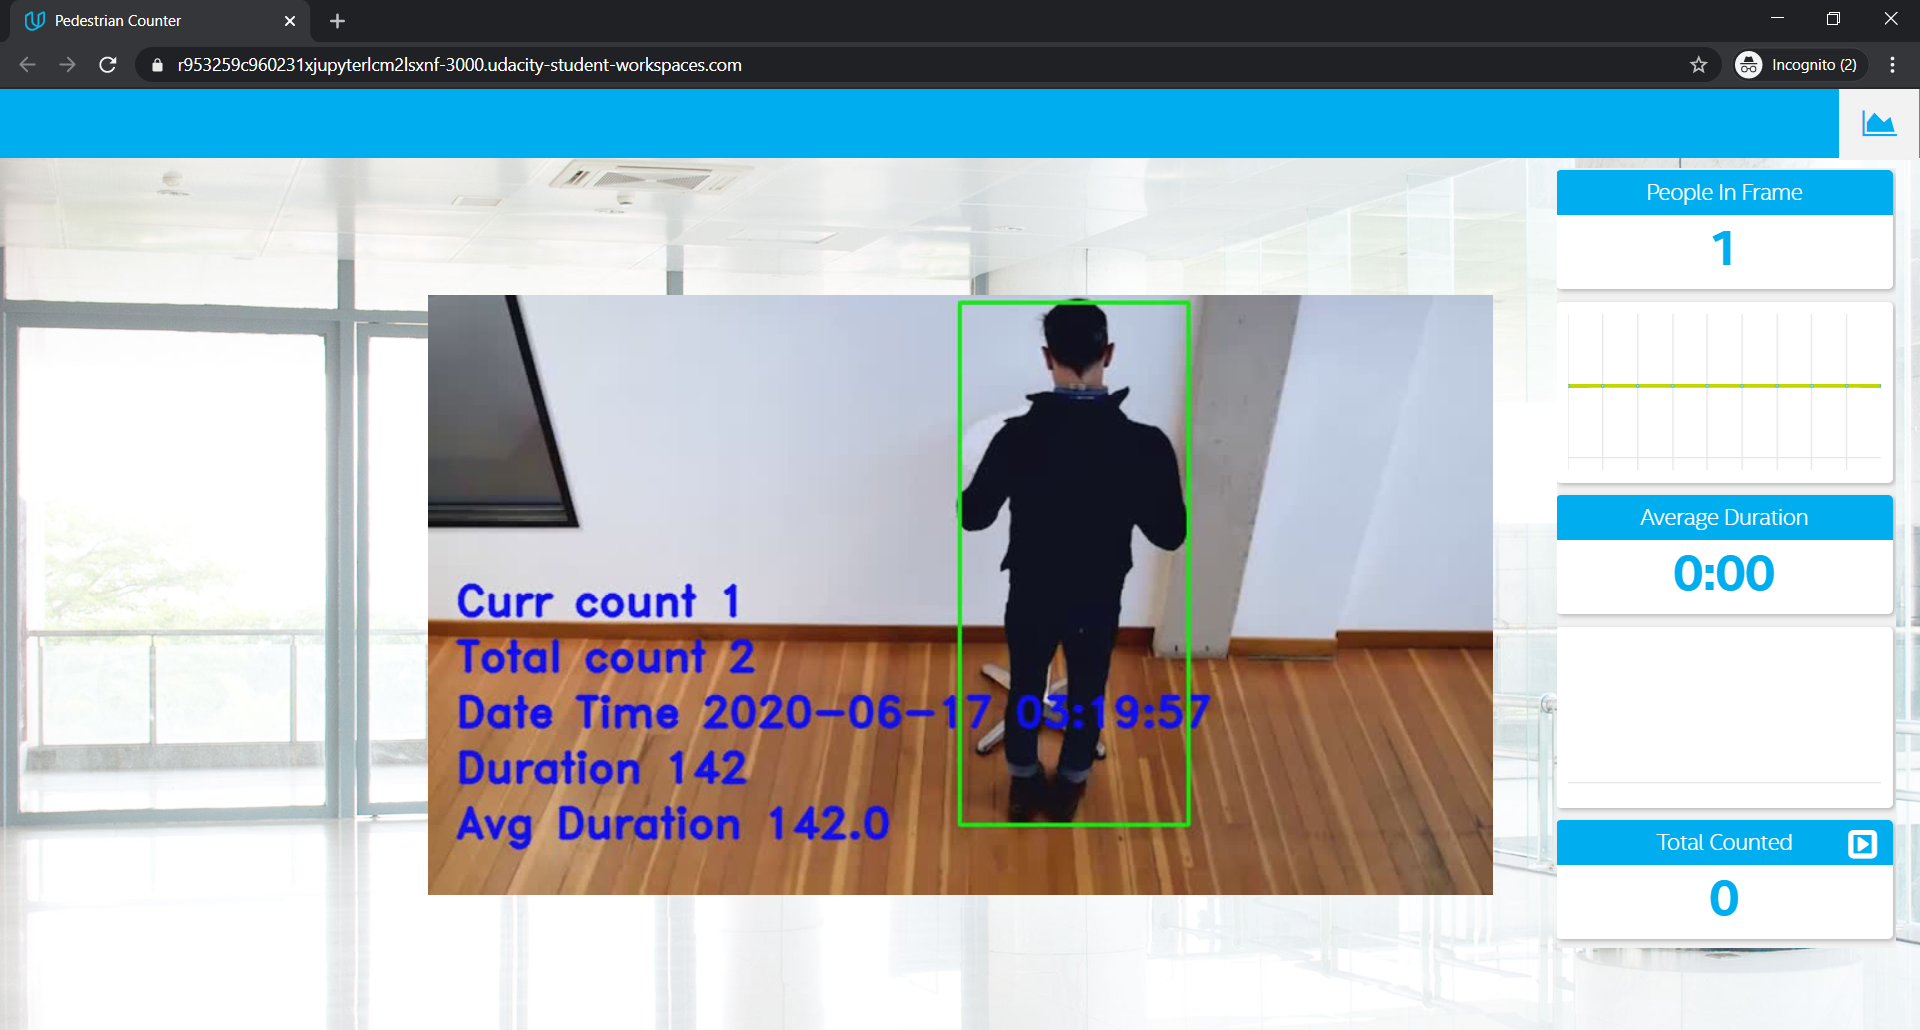 Pedestrian Counter
r953259c960231xjupyterlcm2lsxnf-3000.udacity-student-workspaces.com
Incognito (2)
People In Frame
1
Curr count 1
Total count 2
Date Time 2020-06-17 03:19:57
Duration 142
Avg Duration 142.0
Average Duration
0:00
Total Counted
0